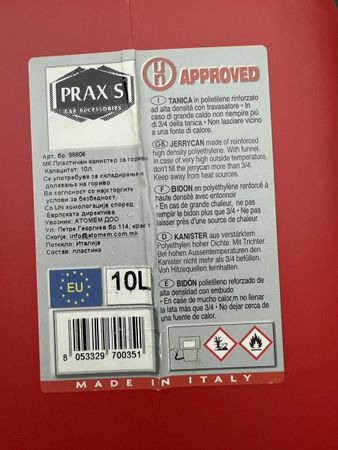 PRAX S
CAR ACCESSORIES
Арт. бр. 98806
МК Пластичен канистер за гориво
Капацитет: 10л.
Се употребува за складирање и
долевање на гориво
Во согласност со најстрогите
услови за безбедност.
Со UN хомологација според
Европската директива.
Увезува: АТОМЕМ ДОО
Ул. Петре Георгиев бр 114, кран 1
Скопје, info@atomem.com.mk
Потекло: Италија
Состав: пластика
EU
10L
8 053329 700351
UN APPROVED
I TANICA in polietilene rinforzato
ad alta densità con travasatore • In
caso di grande caldo non riempire più
di 3/4 della tanica • Non lasciare vicino
a una fonte di calore.
GB JERRYCAN made of reinforced
high density polyethylene. With funnel.
In case of very high outside temperature,
don't fill the jerrycan more than 3/4.
Keep away from heat sources.
F BIDON en polyéthylène renforcé à
haute densité avec entonnoir
• En cas de grande chaleur, ne pas
remplir le bidon plus que 3/4 • Ne pas
laisser près d'une source de chaleur.
D KANISTER aus verstärktem
Polyethylen hoher Dichte. Mit Trichter.
Bei hohen Aussentemperaturen den
Kanister nicht mehr als 3/4 befüllen.
Von Hitzequellen fernhalten.
E BIDÓN polietileno reforzado de
alta densidad con embudo
• En caso de mucho calor, no llenar
la lata más que 3/4 • No dejar cerca de
una fuente de calor.
MADE IN ITALY